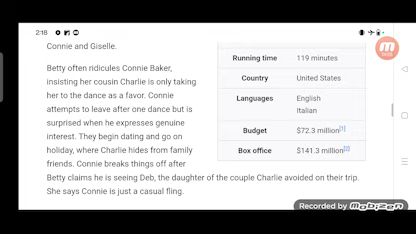 2:18
Connie and Giselle.
Betty often ridicules Connie Baker,
insisting her cousin Charlie is only taking
her to the dance as a favor. Connie
attempts to leave after one dance but is
surprised when he expresses genuine
interest. They begin dating and go on
holiday, where Charlie hides from family
friends. Connie breaks things off after
Betty claims he is seeing Deb, the daughter of the couple Charlie avoided on their trip.
She says Connie is just a casual fling.
Running time 119 minutes
Country United States
Languages English
Italian
Budget $72.3 million[1]
Box office $141.3 million[2]
Recorded by Mobizen